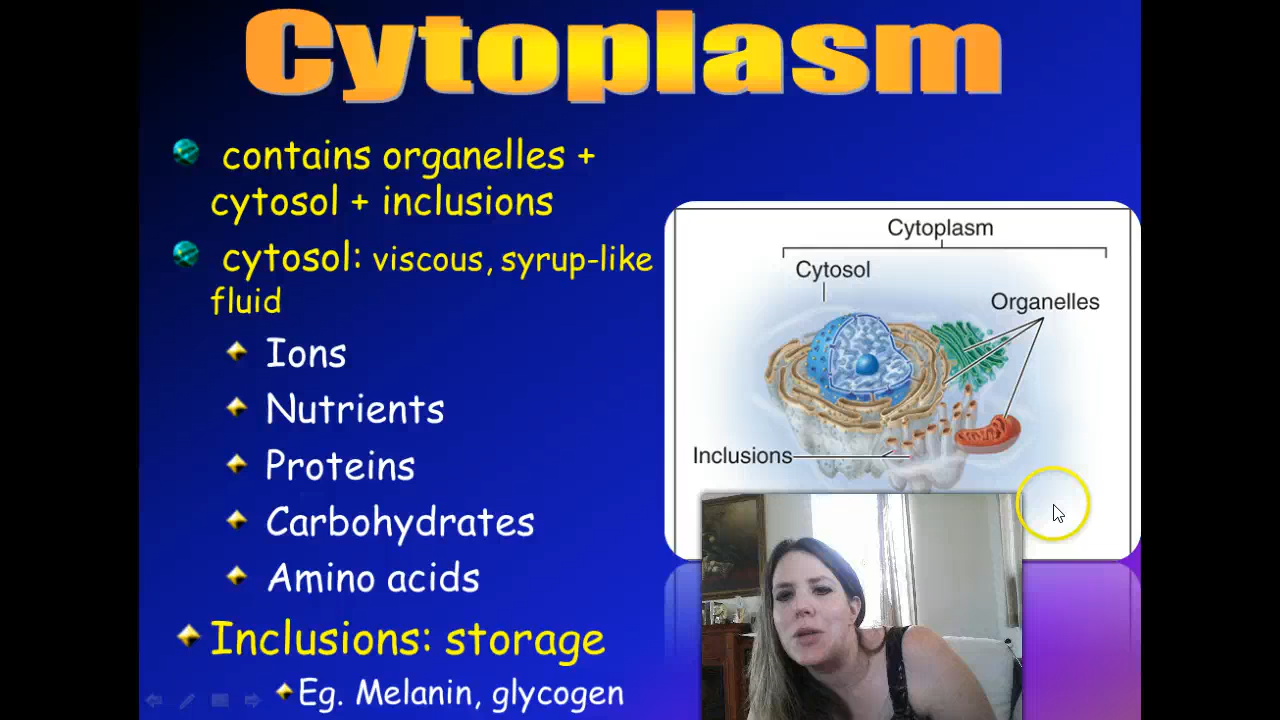 Cytoplasm
contains organelles +
cytosol + inclusions
cytosol: viscous, syrup-like
fluid
Ions
Nutrients
Proteins
Carbohydrates
Amino acids
Inclusions: storage
Eg. Melanin, glycogen
Cytoplasm
Cytosol
Organelles
Inclusions